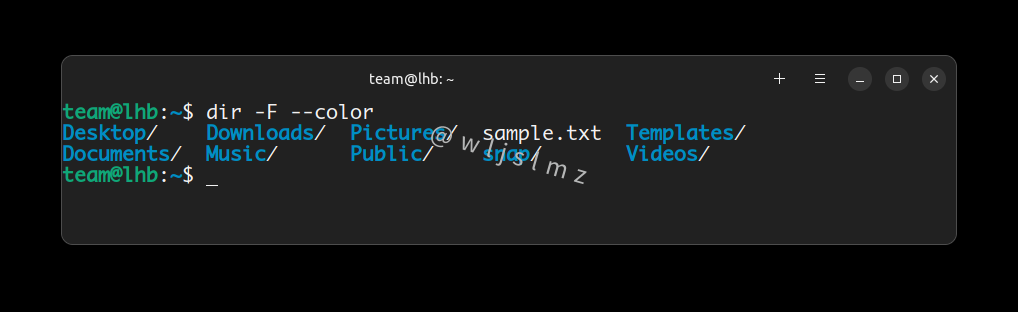 team@lhb: ~
team@lhb:~$ dir -F --color
Desktop/    Downloads/  Pictures/  sample.txt  Templates/
Documents/  Music/      Public/    snap/       Videos/
team@lhb:~$ _
@wljslmz